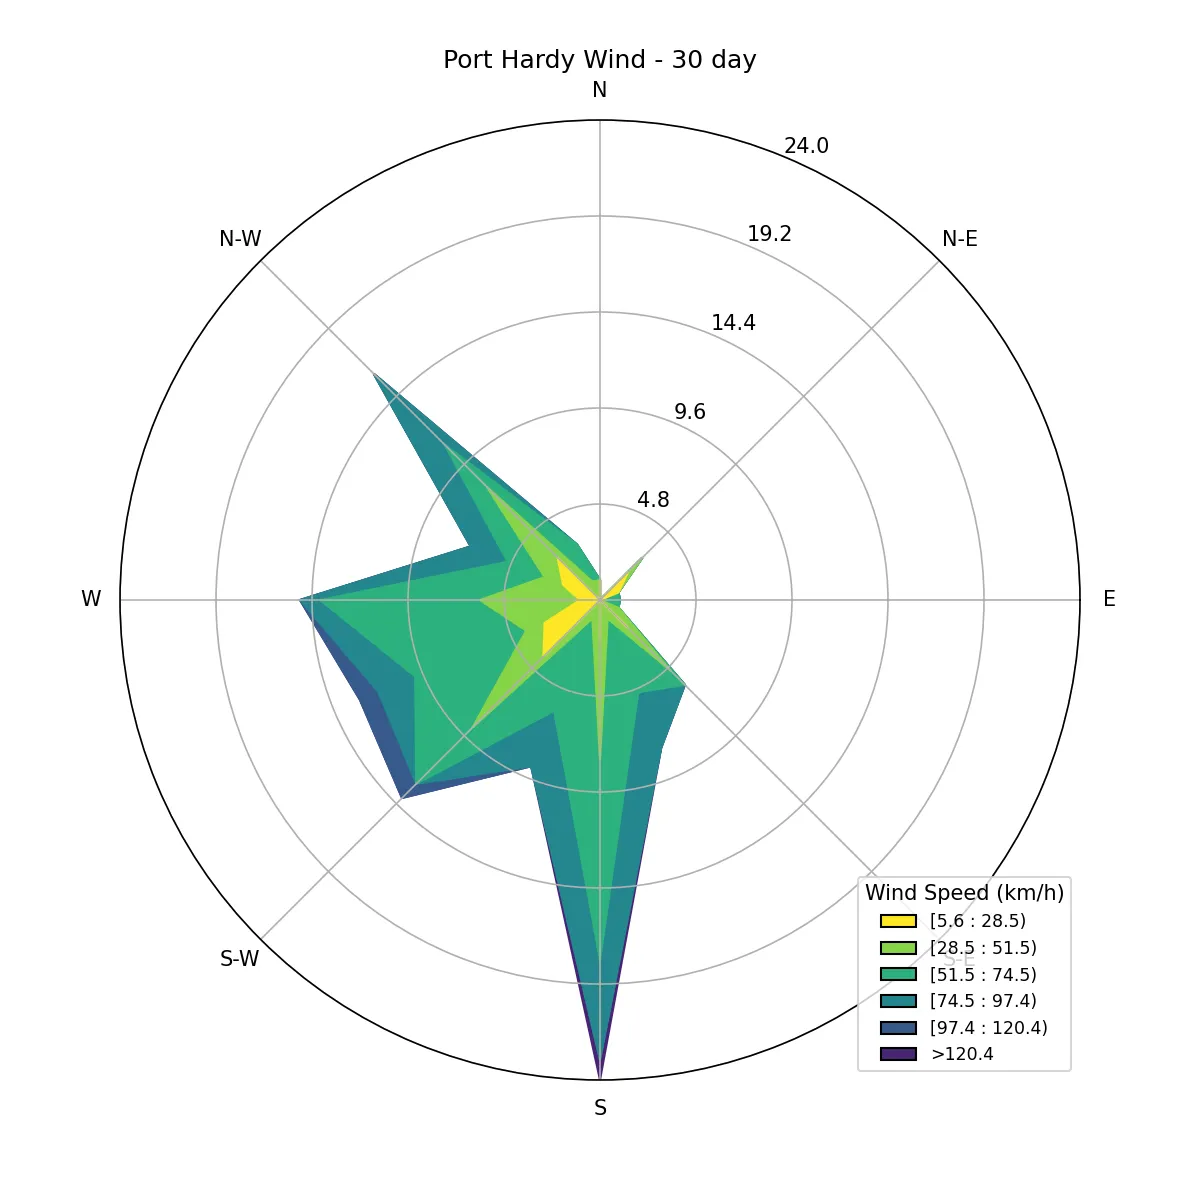 Port Hardy Wind - 30 day
N
24.0
N-W
N-E
19.2
14.4
9.6
4.8
W
E
S-W
S-E
Wind Speed (km/h)
[5.6 : 28.5)
[28.5 : 51.5)
[51.5 : 74.5)
[74.5 : 97.4)
[97.4 : 120.4)
>120.4
S